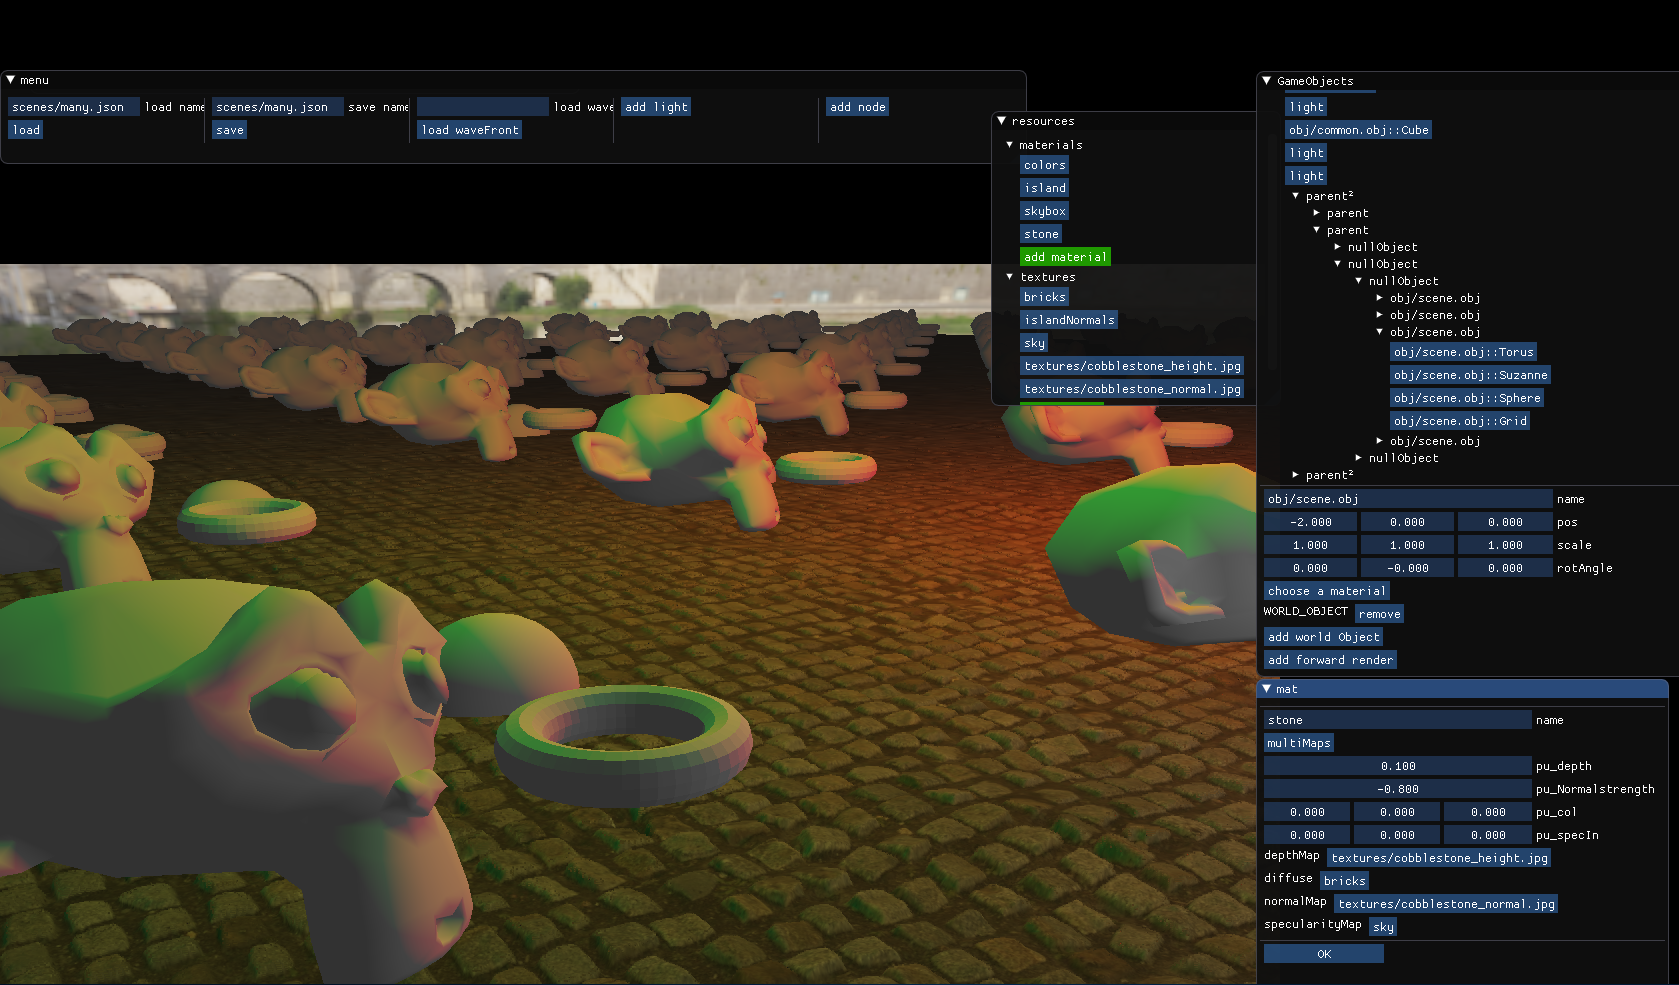 menu
scenes/many.json load name scenes/many.json save name load wave add light add node
load save load waveFront
resources
materials
colors
island
skybox
stone
add material
textures
bricks
islandNormals
sky
textures/cobblestone_height.jpg
textures/cobblestone_normal.jpg
GameObjects
light
obj/common.obj::Cube
light
light
parent²
parent
parent
nullObject
nullObject
nullObject
obj/scene.obj
obj/scene.obj
obj/scene.obj
obj/scene.obj::Torus
obj/scene.obj::Suzanne
obj/scene.obj::Sphere
obj/scene.obj::Grid
obj/scene.obj
nullObject
parent²
obj/scene.obj name
-2.000 0.000 0.000 pos
1.000 1.000 1.000 scale
0.000 -0.000 0.000 rotAngle
choose a material
WORLD_OBJECT remove
add world Object
add forward render
mat
stone name
multiMaps
0.100 pu_depth
-0.800 pu_Normalstrength
0.000 0.000 0.000 pu_col
0.000 0.000 0.000 pu_specIn
depthMap textures/cobblestone_height.jpg
diffuse bricks
normalMap textures/cobblestone_normal.jpg
specularityMap sky
OK